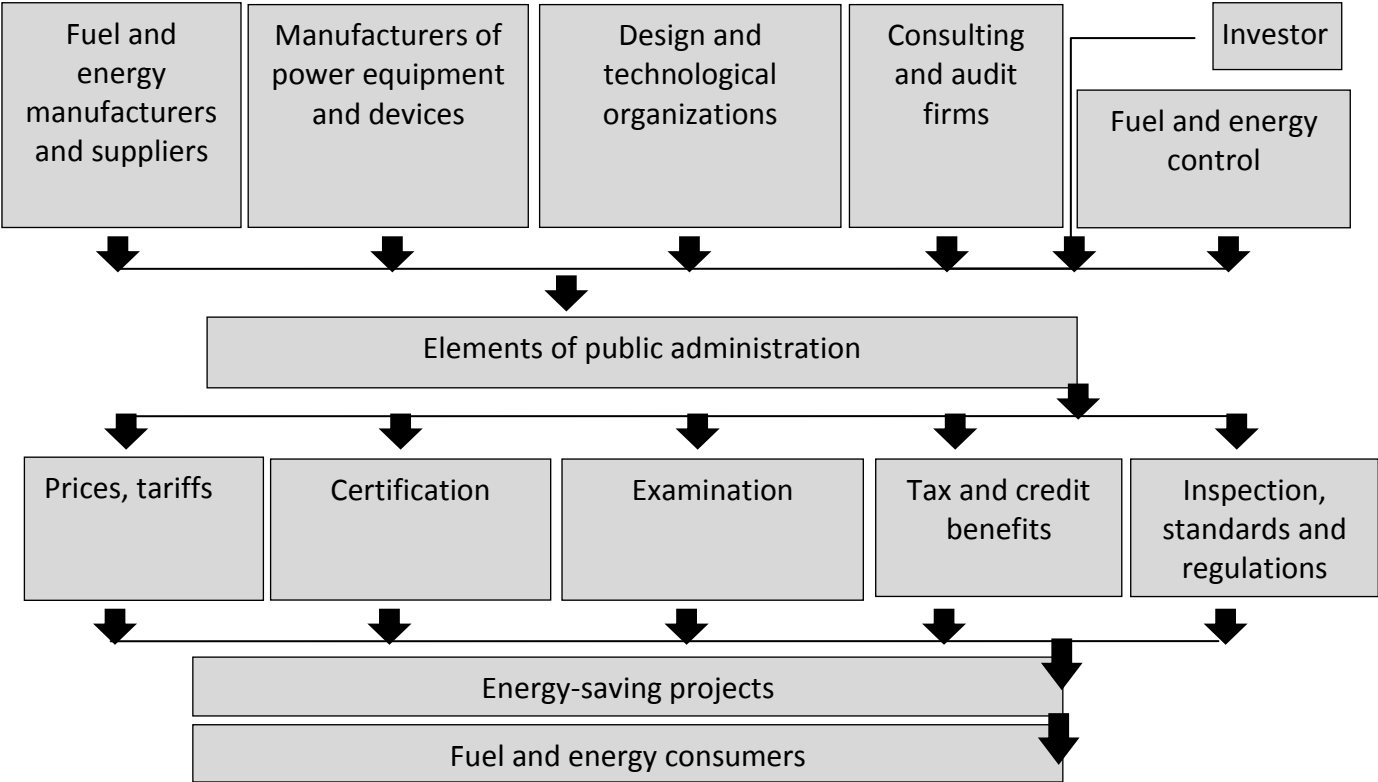 Fuel and
energy
manufacturers
and suppliers
Manufacturers of
power equipment
and devices
Design and
technological
organizations
Consulting
and audit
firms
Investor
Fuel and energy
control
Elements of public administration
Prices, tariffs
Certification
Examination
Tax and credit
benefits
Inspection,
standards and
regulations
Energy-saving projects
Fuel and energy consumers